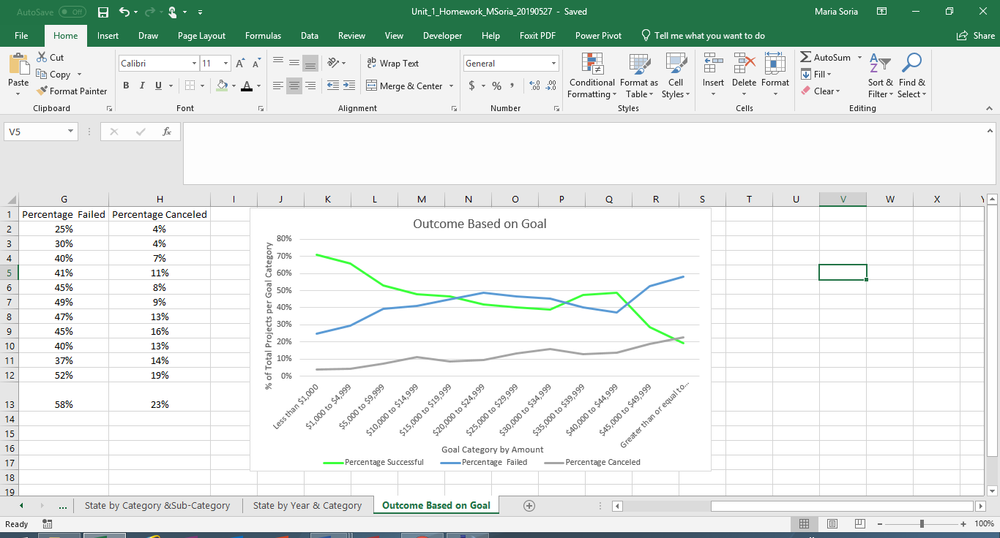 AutoSave Off Unit_1_Homework_MSoria_20190527 - Saved Maria Soria
File Home Insert Draw Page Layout Formulas Data Review View Developer Help Foxit PDF Power Pivot Tell me what you want to do Share
Paste
Cut
Copy
Format Painter
Clipboard
Calibri 11
B I U
Font
Wrap Text
Merge & Center
Alignment
General
$ % ,
Number
Conditional Formatting
Format as Table
Cell Styles
Styles
Insert Delete Format
Cells
AutoSum
Fill
Clear
Sort & Filter
Find & Select
Editing
V5 fx
G H I J K L M N O P Q R S T U V W X Y
1 Percentage  Failed Percentage Canceled
2 25% 4%
3 30% 4%
4 40% 7%
5 41% 11%
6 45% 8%
7 49% 9%
8 47% 13%
9 45% 16%
10 40% 13%
11 37% 14%
12 52% 19%
13 58% 23%
14
15
16
17
18
19
Outcome Based on Goal
% of Total Projects per Goal Category
80%
70%
60%
50%
40%
30%
20%
10%
0%
Less than $1,000
$1,000 to $4,999
$5,000 to $9,999
$10,000 to $14,999
$15,000 to $19,999
$20,000 to $24,999
$25,000 to $29,999
$30,000 to $34,999
$35,000 to $39,999
$40,000 to $44,999
$45,000 to $49,999
Greater than or equal to...
Goal Category by Amount
Percentage Successful Percentage  Failed Percentage Canceled
... State by Category &Sub-Category State by Year & Category Outcome Based on Goal
Ready 100%